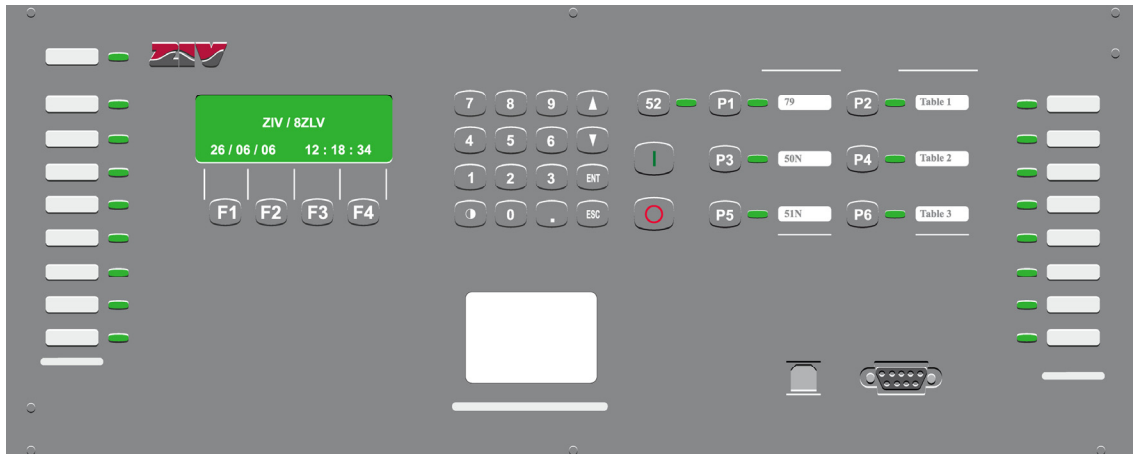 ZIV
ZIV / 8ZLV
26 / 06 / 06 12 : 18 : 34
F1 F2 F3 F4
7 8 9
4 5 6
1 2 3 ENT
0 . ESC
52 P1 79 P2 Table 1
P3 50N P4 Table 2
P5 51N P6 Table 3